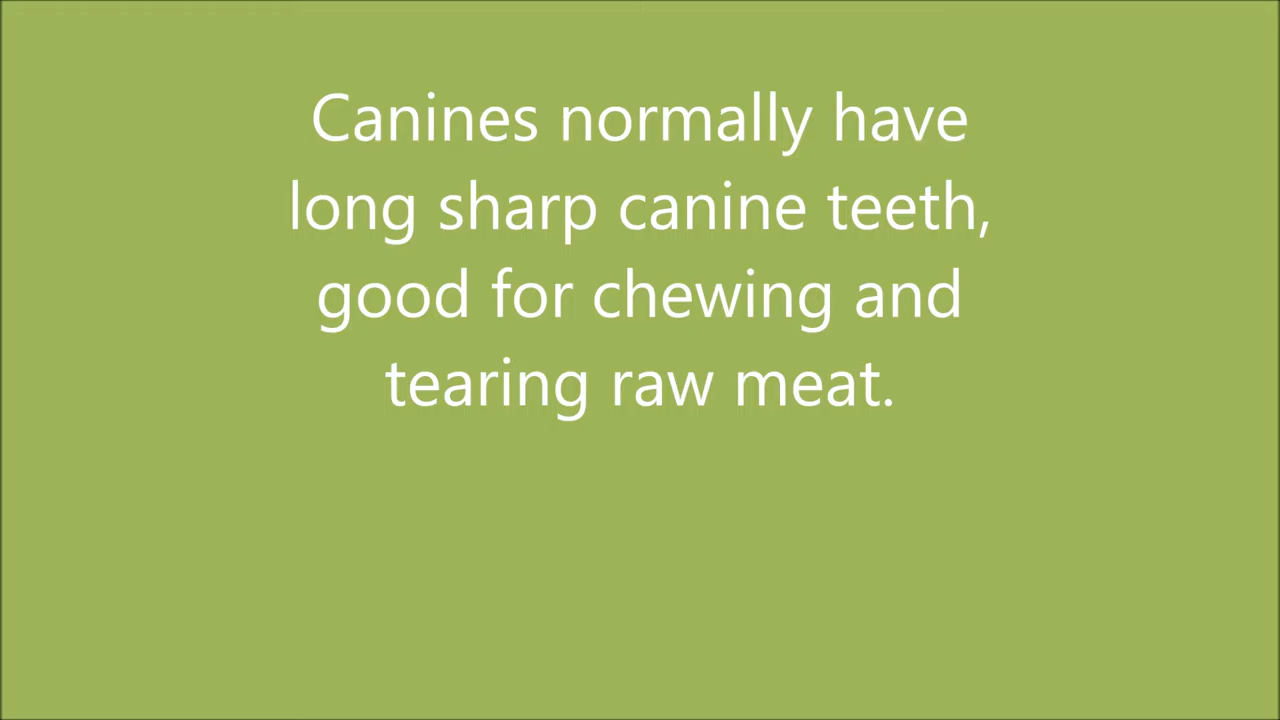 Canines normally have
long sharp canine teeth,
good for chewing and
tearing raw meat.